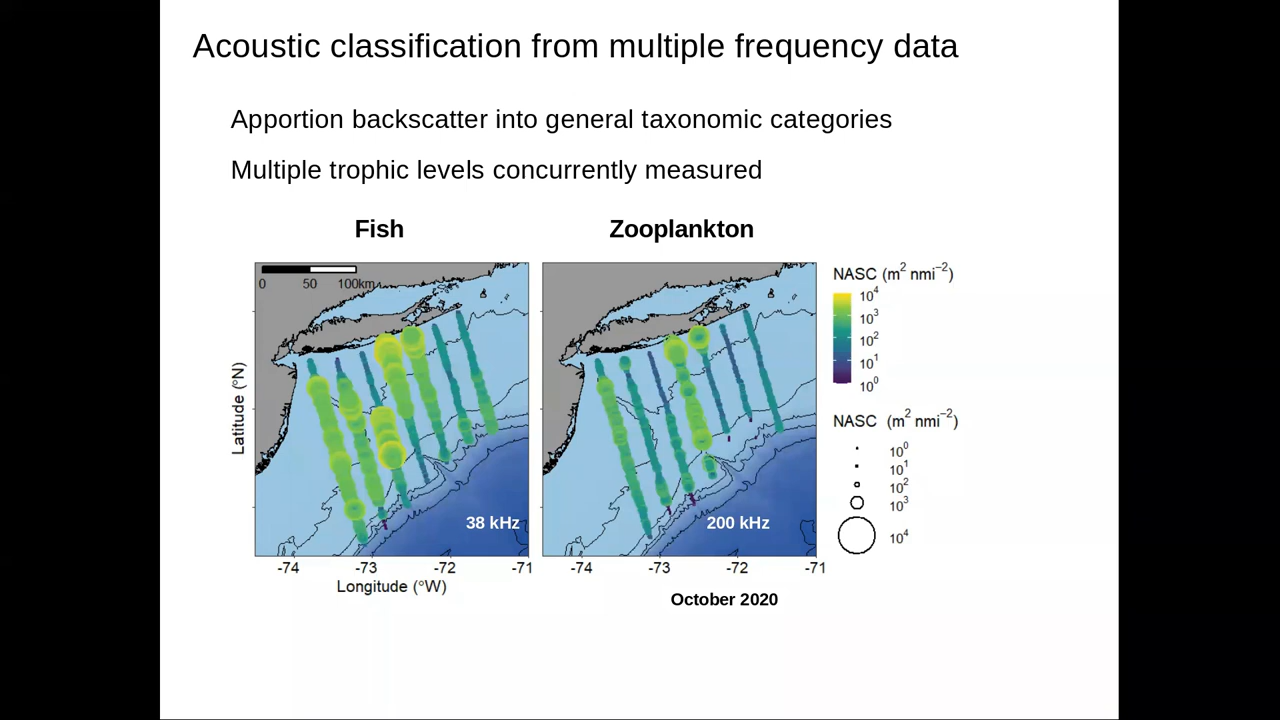 Acoustic classification from multiple frequency data
Apportion backscatter into general taxonomic categories
Multiple trophic levels concurrently measured
Fish
Zooplankton
0 50 100km
Latitude (°N)
38 kHz
200 kHz
-74 -73 -72 -71
-74 -73 -72 -71
Longitude (°W)
October 2020
NASC (m² nmi⁻²)
10⁴
10³
10²
10¹
10⁰
NASC (m² nmi⁻²)
10⁰
10¹
10²
10³
10⁴